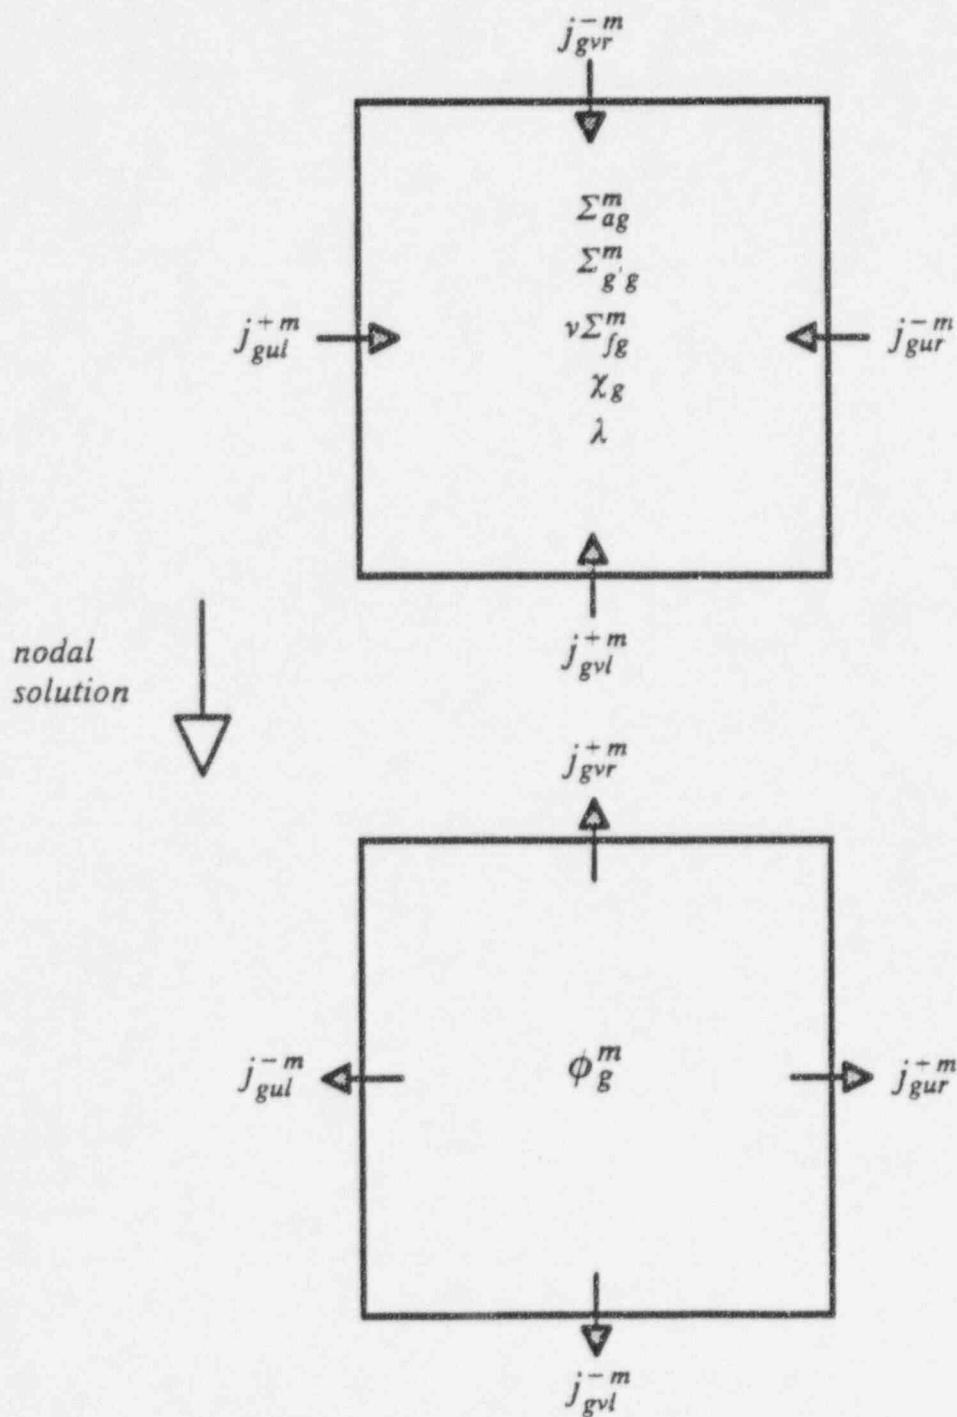 j_{gvr}^{-m}
Σ_{ag}^{m}
Σ_{g'g}^{m}
j_{gul}^{+m} νΣ_{fg}^{m} j_{gur}^{-m}
χ_g
λ
j_{gvl}^{+m}
nodal
solution
j_{gvr}^{+m}
j_{gul}^{-m} ϕ_g^m j_{gur}^{+m}
j_{gvl}^{-m}